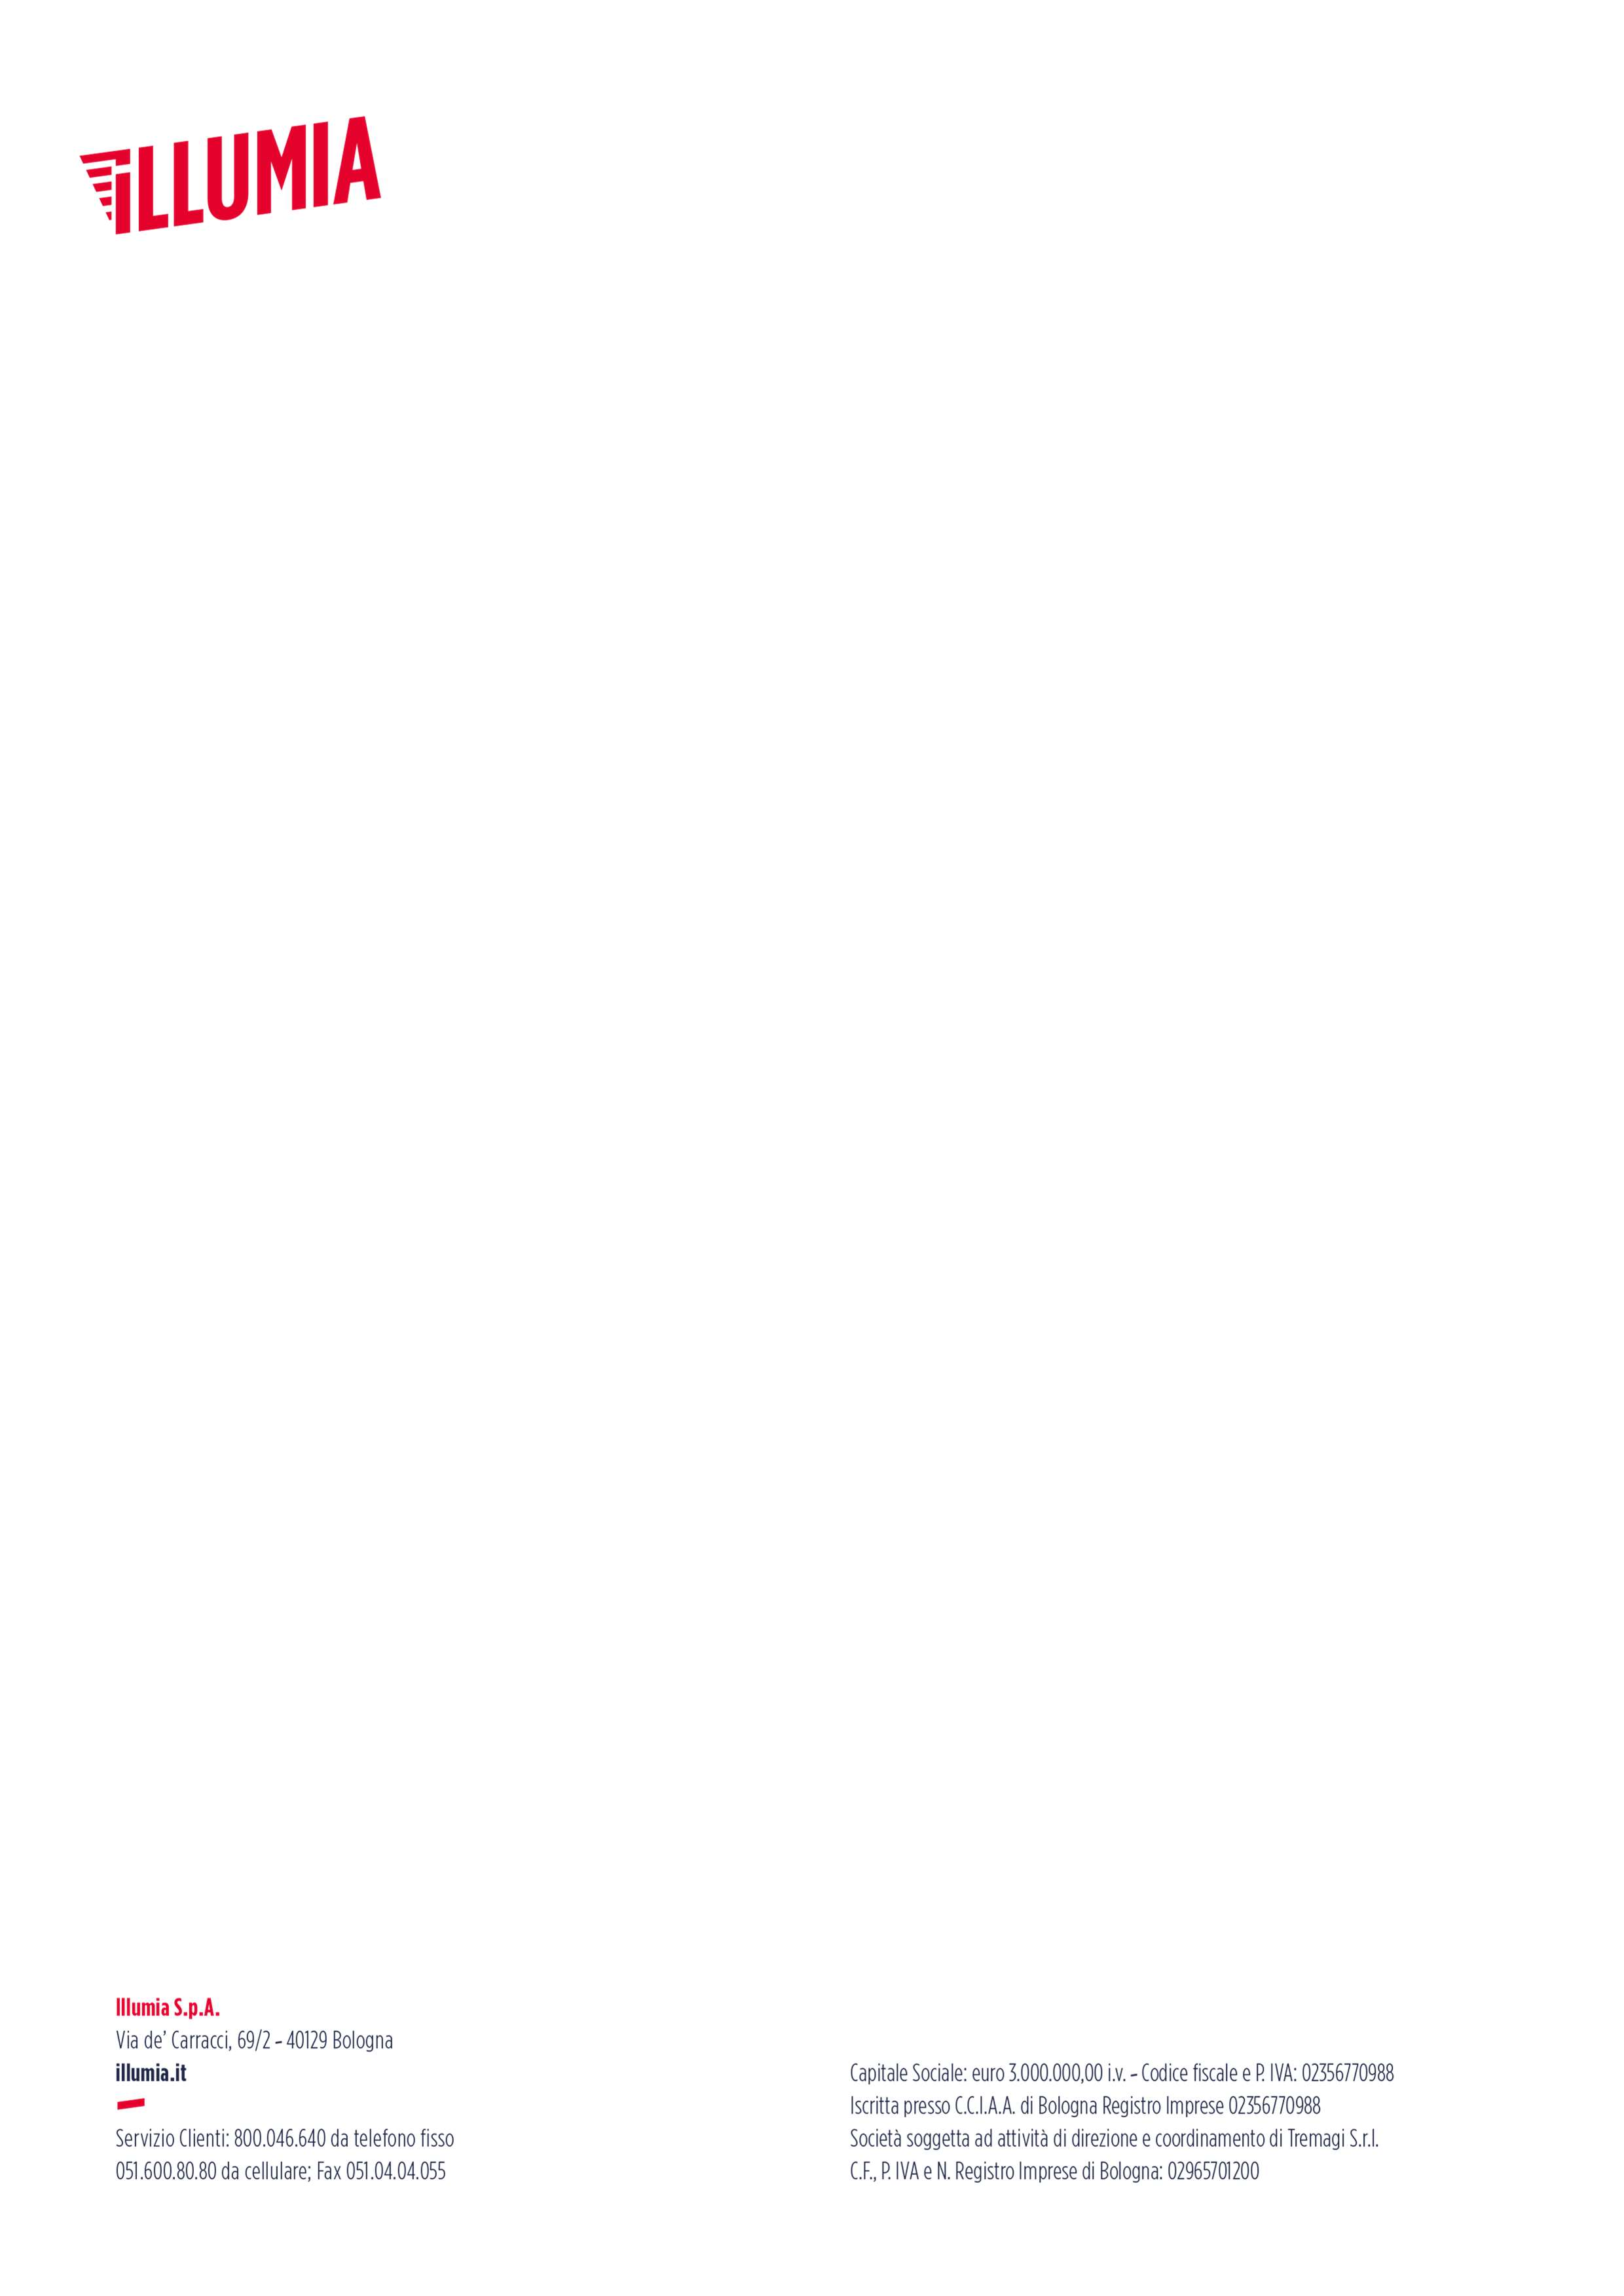 ILLUMIA
Illumia S.p.A.
Via de’ Carracci, 69/2 - 40129 Bologna
illumia.it
Servizio Clienti: 800.046.640 da telefono fisso
051.600.80.80 da cellulare; Fax 051.04.04.055
Capitale Sociale: euro 3.000.000,00 i.v. - Codice fiscale e P. IVA: 02356770988
Iscritta presso C.C.I.A.A. di Bologna Registro Imprese 02356770988
Società soggetta ad attività di direzione e coordinamento di Tremagi S.r.l.
C.F., P. IVA e N. Registro Imprese di Bologna: 02965701200